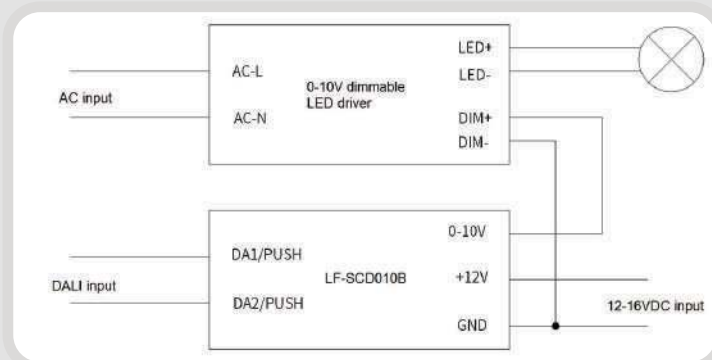 LED+
AC-L
0-10V dimmable
LED-
LED driver
AC input
AC-N
DIM+
DIM-
0-10V
DA1/PUSH
LF-SCD010B
+12V
DALI input
DA2/PUSH
12-16VDC input
GND